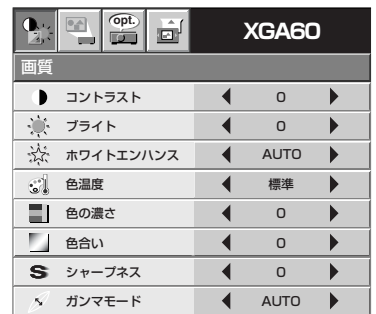 opt.
XGA60
画質
コントラスト 0
ブライト 0
ホワイトエンハンス AUTO
色温度 標準
色の濃さ 0
色合い 0
S シャープネス 0
ガンマモード AUTO